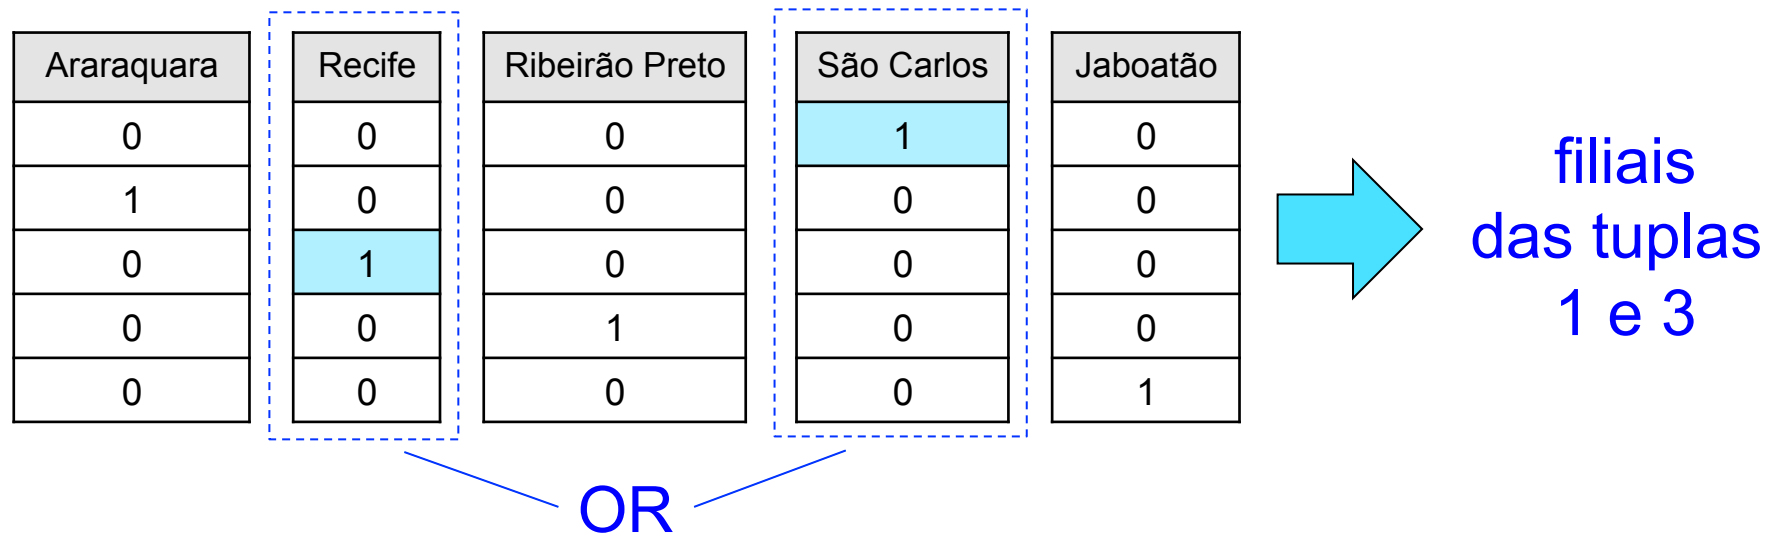 Araraquara Recife Ribeirão Preto São Carlos Jaboatão
0 0 0 1 0
1 0 0 0 0
0 1 0 0 0
0 0 1 0 0
0 0 0 0 1
OR
filiais
das tuplas
1 e 3